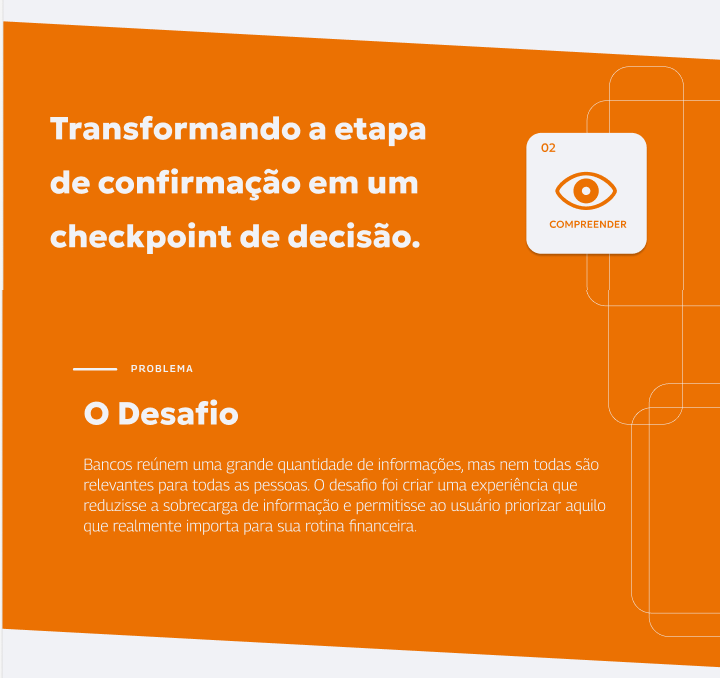 Transformando a etapa
de confirmação em um
checkpoint de decisão.
02
COMPREENDER
PROBLEMA
O Desafio
Bancos reúnem uma grande quantidade de informações, mas nem todas são
relevantes para todas as pessoas. O desafio foi criar uma experiência que
reduzisse a sobrecarga de informação e permitisse ao usuário priorizar aquilo
que realmente importa para sua rotina financeira.